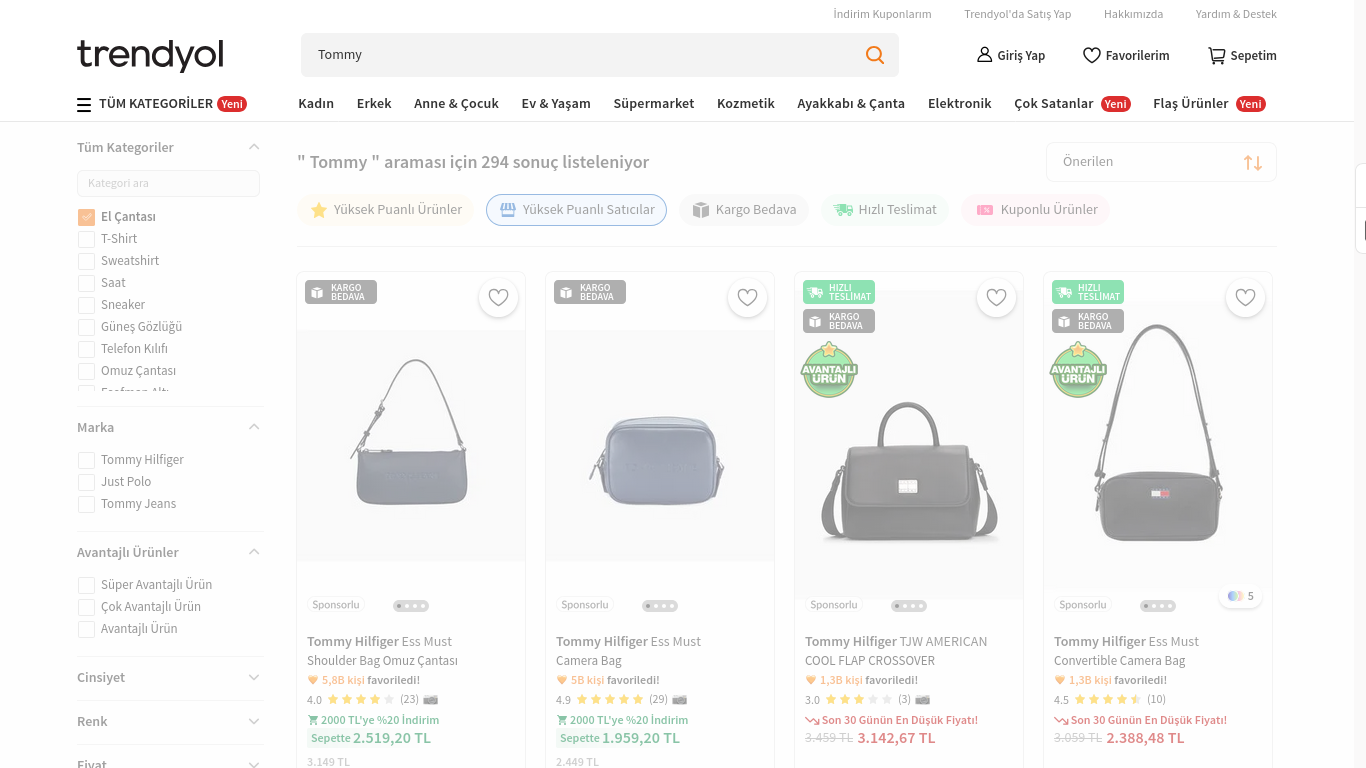 İndirim Kuponlarım Trendyol'da Satış Yap Hakkımızda Yardım & Destek
trendyol
Tommy
Giriş Yap Favorilerim Sepetim
TÜM KATEGORİLER Yeni
Kadın Erkek Anne & Çocuk Ev & Yaşam Süpermarket Kozmetik Ayakkabı & Çanta Elektronik Çok Satanlar Yeni Flaş Ürünler Yeni
Tüm Kategoriler
Kategori ara
El Çantası
T-Shirt
Sweatshirt
Saat
Sneaker
Güneş Gözlüğü
Telefon Kılıfı
Omuz Çantası
Marka
Tommy Hilfiger
Just Polo
Tommy Jeans
Avantajlı Ürünler
Süper Avantajlı Ürün
Çok Avantajlı Ürün
Avantajlı Ürün
Cinsiyet
Renk
Fiyat
" Tommy " araması için 294 sonuç listeleniyor
Önerilen
Yüksek Puanlı Ürünler Yüksek Puanlı Satıcılar Kargo Bedava Hızlı Teslimat Kuponlu Ürünler
KARGO
BEDAVA
Sponsorlu
Tommy Hilfiger Ess Must
Shoulder Bag Omuz Çantası
5,8B kişi favoriledi!
4.0 (23)
2000 TL'ye %20 İndirim
Sepette 2.519,20 TL
3.149 TL
KARGO
BEDAVA
Sponsorlu
Tommy Hilfiger Ess Must
Camera Bag
5B kişi favoriledi!
4.9 (29)
2000 TL'ye %20 İndirim
Sepette 1.959,20 TL
2.449 TL
HIZLI
TESLİMAT
KARGO
BEDAVA
AVANTAJLI
ÜRÜN
Sponsorlu
Tommy Hilfiger TJW AMERICAN
COOL FLAP CROSSOVER
1,3B kişi favoriledi!
3.0 (3)
Son 30 Günün En Düşük Fiyatı!
3.459 TL 3.142,67 TL
HIZLI
TESLİMAT
KARGO
BEDAVA
AVANTAJLI
ÜRÜN
Sponsorlu
5
Tommy Hilfiger Ess Must
Convertible Camera Bag
1,3B kişi favoriledi!
4.5 (10)
Son 30 Günün En Düşük Fiyatı!
3.059 TL 2.388,48 TL